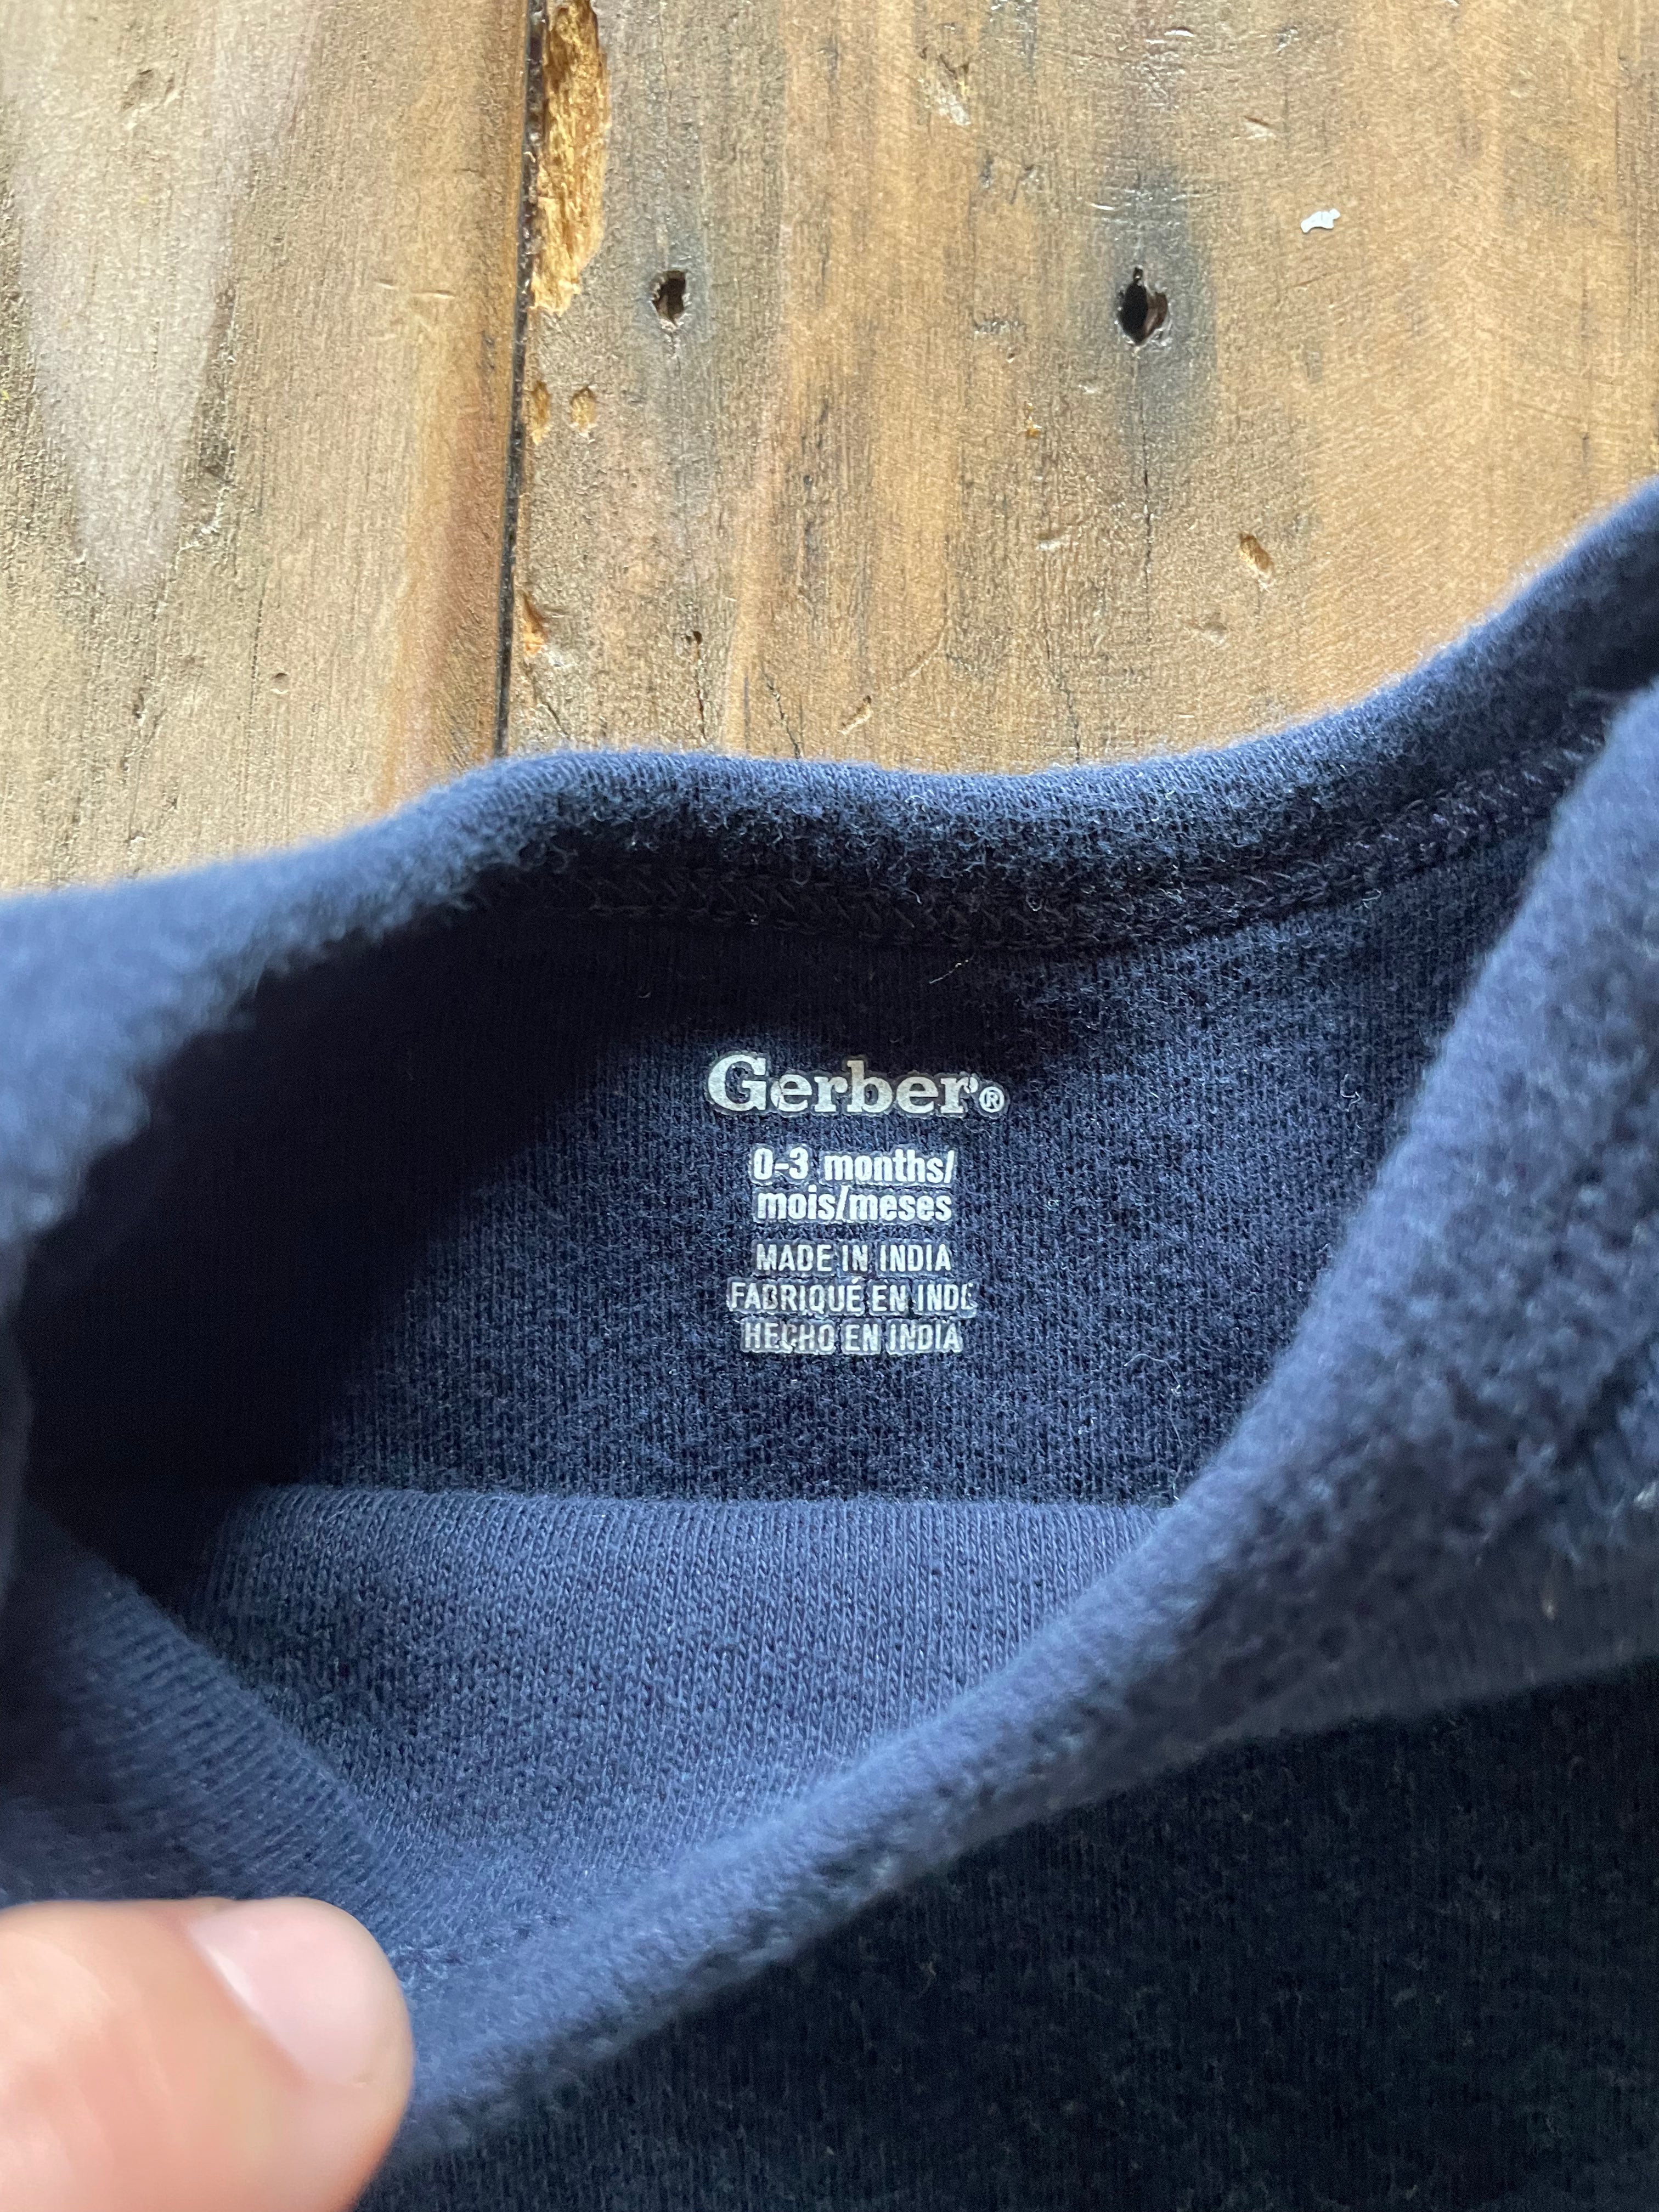 Gerber®
0-3 months/
mois/meses
MADE IN INDIA
FABRIQUÉ EN INDE
HECHO EN INDIA